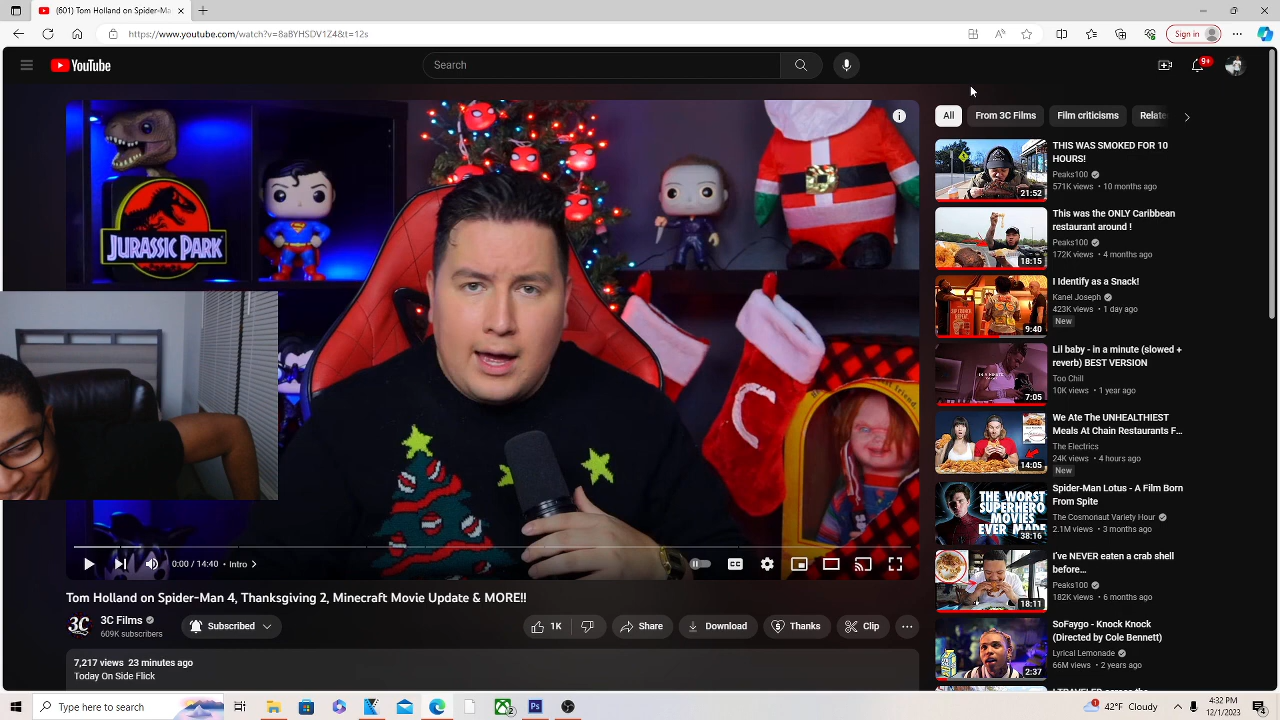 (601) Tom Holland on Spider-Ma
https://www.youtube.com/watch?v=8aBYHSDV1Z4&t=12s
Sign in
YouTube
Search
9+
JURASSIC PARK
All
From 3C Films
Film criticisms
Relate
THIS WAS SMOKED FOR 10
HOURS!
Peaks100
571K views • 10 months ago
21:52
This was the ONLY Caribbean
restaurant around !
Peaks100
172K views • 4 months ago
18:15
I Identify as a Snack!
Kanel Joseph
423K views • 1 day ago
New
9:40
Lil baby - in a minute (slowed +
reverb) BEST VERSION
Too Chill
10K views • 1 year ago
7:05
We Ate The UNHEALTHIEST
Meals At Chain Restaurants F...
The Electrics
24K views • 4 hours ago
New
14:05
Spider-Man Lotus - A Film Born
From Spite
The Cosmonaut Variety Hour
2.1M views • 3 months ago
THE WORST
SUPERHERO
MOVIES
EVER MADE
38:16
I've NEVER eaten a crab shell
before...
Peaks100
182K views • 6 months ago
18:11
SoFaygo - Knock Knock
(Directed by Cole Bennett)
Lyrical Lemonade
66M views • 2 years ago
2:37
0:00 / 14:40 • Intro
Tom Holland on Spider-Man 4, Thanksgiving 2, Minecraft Movie Update & MORE!!
3C Films
609K subscribers
Subscribed
1K
Share
Download
Thanks
Clip
7,217 views 23 minutes ago
Today On Side Flick
Type here to search
42°F Cloudy
4:32 PM
12/1/2023